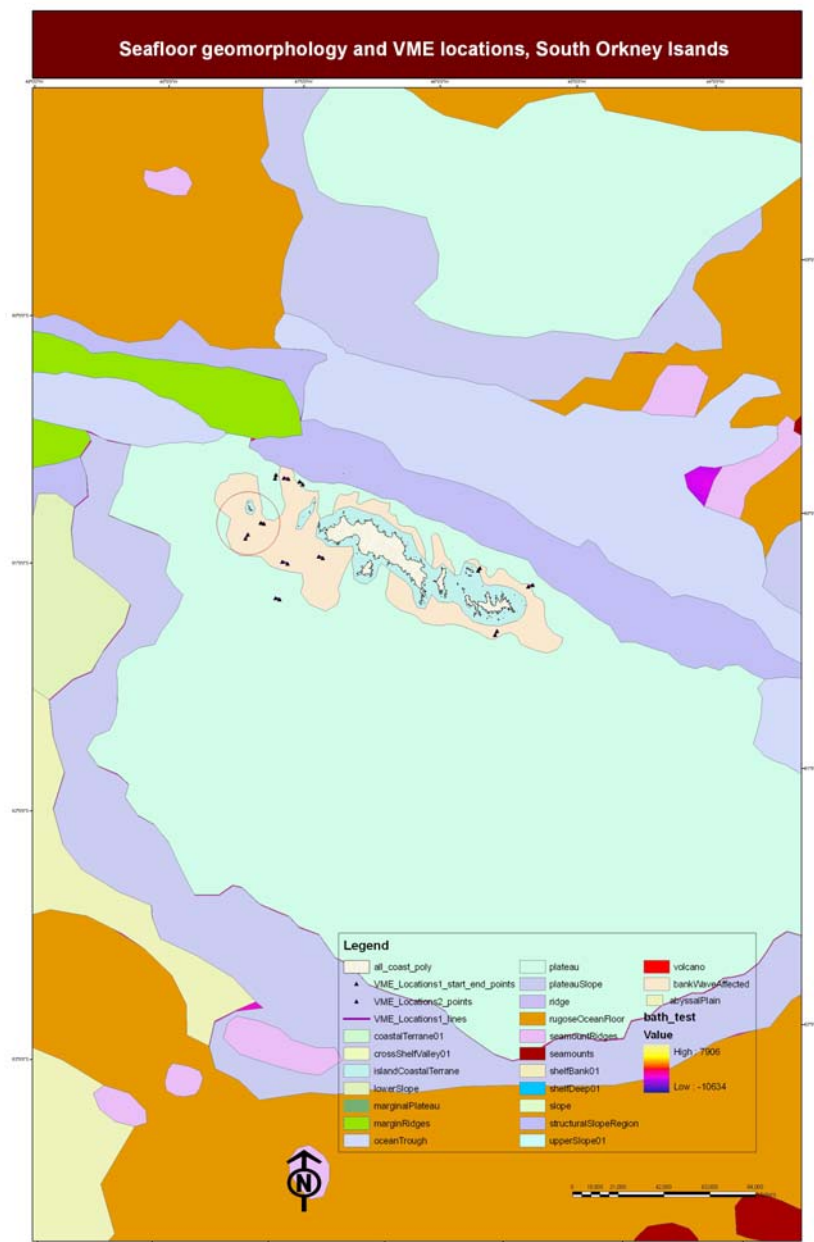 Seafloor geomorphology and VME locations, South Orkney Isands
Legend
all_coast_poly
VME_Locations1_start_end_points
VME_Locations2_points
VME_Locations1_lines
coastalTerrane01
crossShelfValley01
islandCoastalTerrane
lowerSlope
marginalPlateau
marginRidges
oceanTrough
plateau
plateauSlope
ridge
rugoseOceanFloor
seamountRidges
seamounts
shelfBank01
shelfDeep01
slope
structuralSlopeRegion
upperSlope01
volcano
bankWaveAffected
abyssalPlain
bath_test
Value
High : 7906
Low : -10634
N